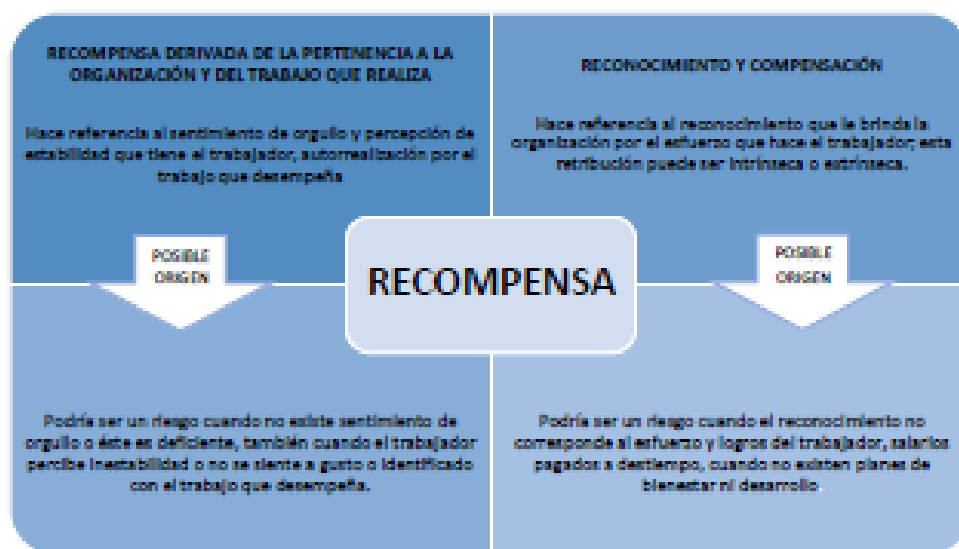 RECOMPENSA DERIVADA DE LA PERTENENCIA A LA
ORGANIZACIÓN Y DEL TRABAJO QUE REALIZA
Hace referencia al sentimiento de orgullo y percepción de
estabilidad que tiene el trabajador, autorrealización por el
trabajo que desempeña
RECONOCIMIENTO Y COMPENSACIÓN
Hace referencia al reconocimiento que le brinda la
organización por el esfuerzo que hace el trabajador; esta
retribución puede ser intrínseca o extrínseca.
POSIBLE
ORIGEN
RECOMPENSA
POSIBLE
ORIGEN
Podría ser un riesgo cuando no existe sentimiento de
orgullo o éste es deficiente, también cuando el trabajador
percibe inestabilidad o no se siente a gusto o identificado
con el trabajo que desempeña.
Podría ser un riesgo cuando el reconocimiento no
corresponde al esfuerzo y logros del trabajador, salarios
pagados a destiempo, cuando no existen planes de
bienestar ni desarrollo.